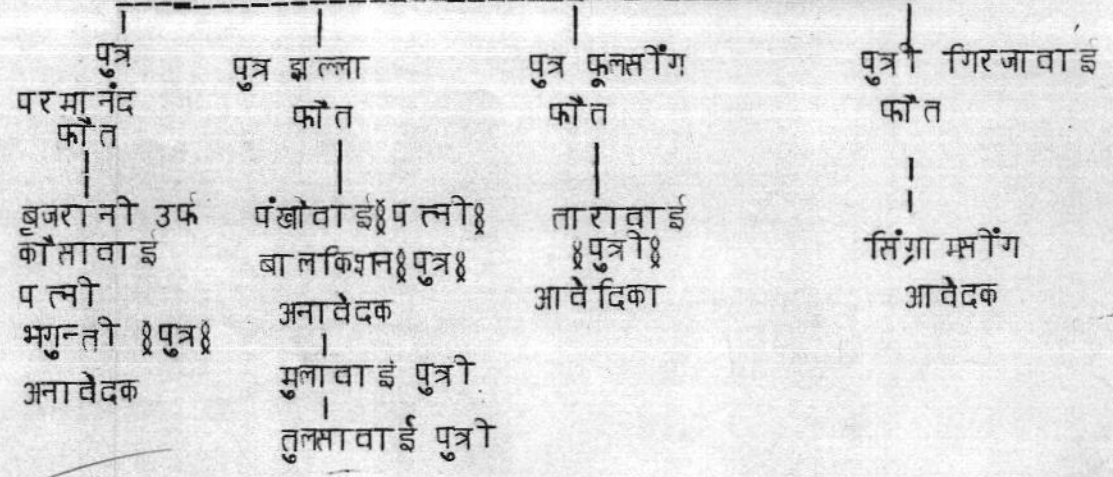 पुत्र
परमानंद
फौत
बृजरानी उर्फ
कौसाबाई
पत्नी
भगुन्ती §पुत्र§
अनावेदक
पुत्र झल्ला
फौत
पंखोवाई§पत्नी§
बालकिशन§पुत्र§
अनावेदक
मुलावाई पुत्री
तुलसावाई पुत्री
पुत्र फूलसींग
फौत
तारावाई
§पुत्री§
आवेदिका
पुत्री गिरजावाई
फौत
सिंग्रामसींग
आवेदक